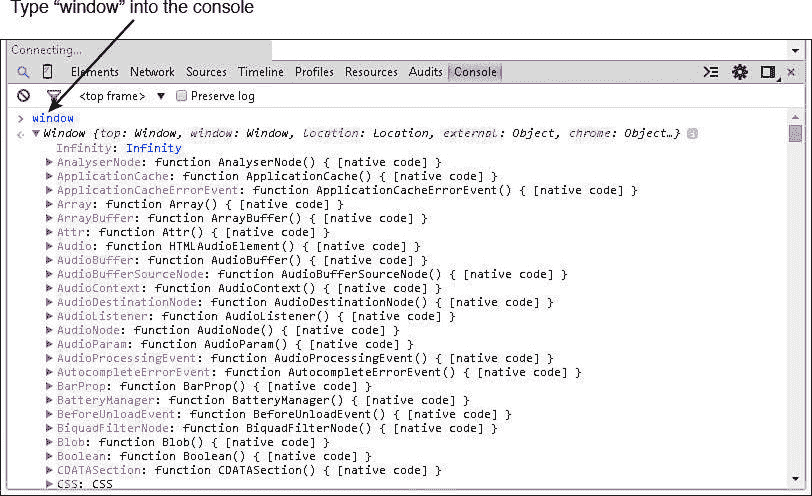 Type “window” into the console
Connecting...
Elements Network Sources Timeline Profiles Resources Audits Console
<top frame> ▼ Preserve log
> window
▼ Window {top: Window, window: Window, location: Location, external: Object, chrome: Object…}
Infinity: Infinity
▶ AnalyserNode: function AnalyserNode() { [native code] }
▶ ApplicationCache: function ApplicationCache() { [native code] }
▶ ApplicationCacheErrorEvent: function ApplicationCacheErrorEvent() { [native code] }
▶ Array: function Array() { [native code] }
▶ ArrayBuffer: function ArrayBuffer() { [native code] }
▶ Attr: function Attr() { [native code] }
▶ Audio: function HTMLAudioElement() { [native code] }
▶ AudioBuffer: function AudioBuffer() { [native code] }
▶ AudioBufferSourceNode: function AudioBufferSourceNode() { [native code] }
▶ AudioContext: function AudioContext() { [native code] }
▶ AudioDestinationNode: function AudioDestinationNode() { [native code] }
▶ AudioListener: function AudioListener() { [native code] }
▶ AudioNode: function AudioNode() { [native code] }
▶ AudioParam: function AudioParam() { [native code] }
▶ AudioProcessingEvent: function AudioProcessingEvent() { [native code] }
▶ AutocompleteErrorEvent: function AutocompleteErrorEvent() { [native code] }
▶ BarProp: function BarProp() { [native code] }
▶ BatteryManager: function BatteryManager() { [native code] }
▶ BeforeUnloadEvent: function BeforeUnloadEvent() { [native code] }
▶ BiquadFilterNode: function BiquadFilterNode() { [native code] }
▶ Blob: function Blob() { [native code] }
▶ Boolean: function Boolean() { [native code] }
▶ CDATASection: function CDATASection() { [native code] }
▶ CSS: CSS